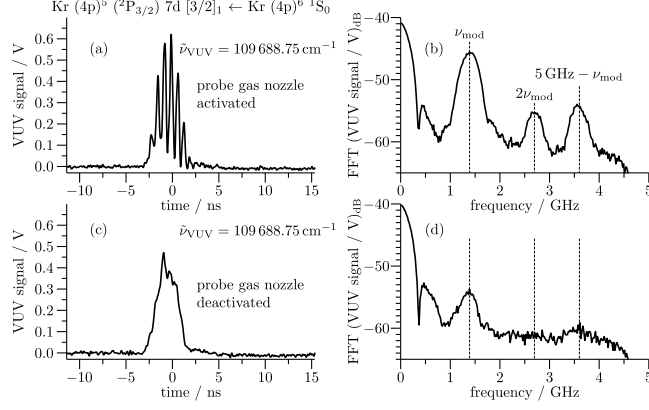 Kr (4p)⁵ (²P₃/₂) 7d [3/2]₁ ← Kr (4p)⁶ ¹S₀
(a)
ν̃VUV = 109 688.75 cm⁻¹
probe gas nozzle
activated
VUV signal / V
0.6
0.5
0.4
0.3
0.2
0.1
0.0
−10 −5 0 5 10 15
time / ns
(b)
νmod
5 GHz − νmod
2νmod
FFT (VUV signal / V)dB
−40
−50
−60
0 1 2 3 4 5
frequency / GHz
(c)
ν̃VUV = 109 688.75 cm⁻¹
probe gas nozzle
deactivated
VUV signal / V
0.6
0.5
0.4
0.3
0.2
0.1
0.0
−10 −5 0 5 10 15
time / ns
(d)
FFT (VUV signal / V)dB
−40
−50
−60
0 1 2 3 4 5
frequency / GHz